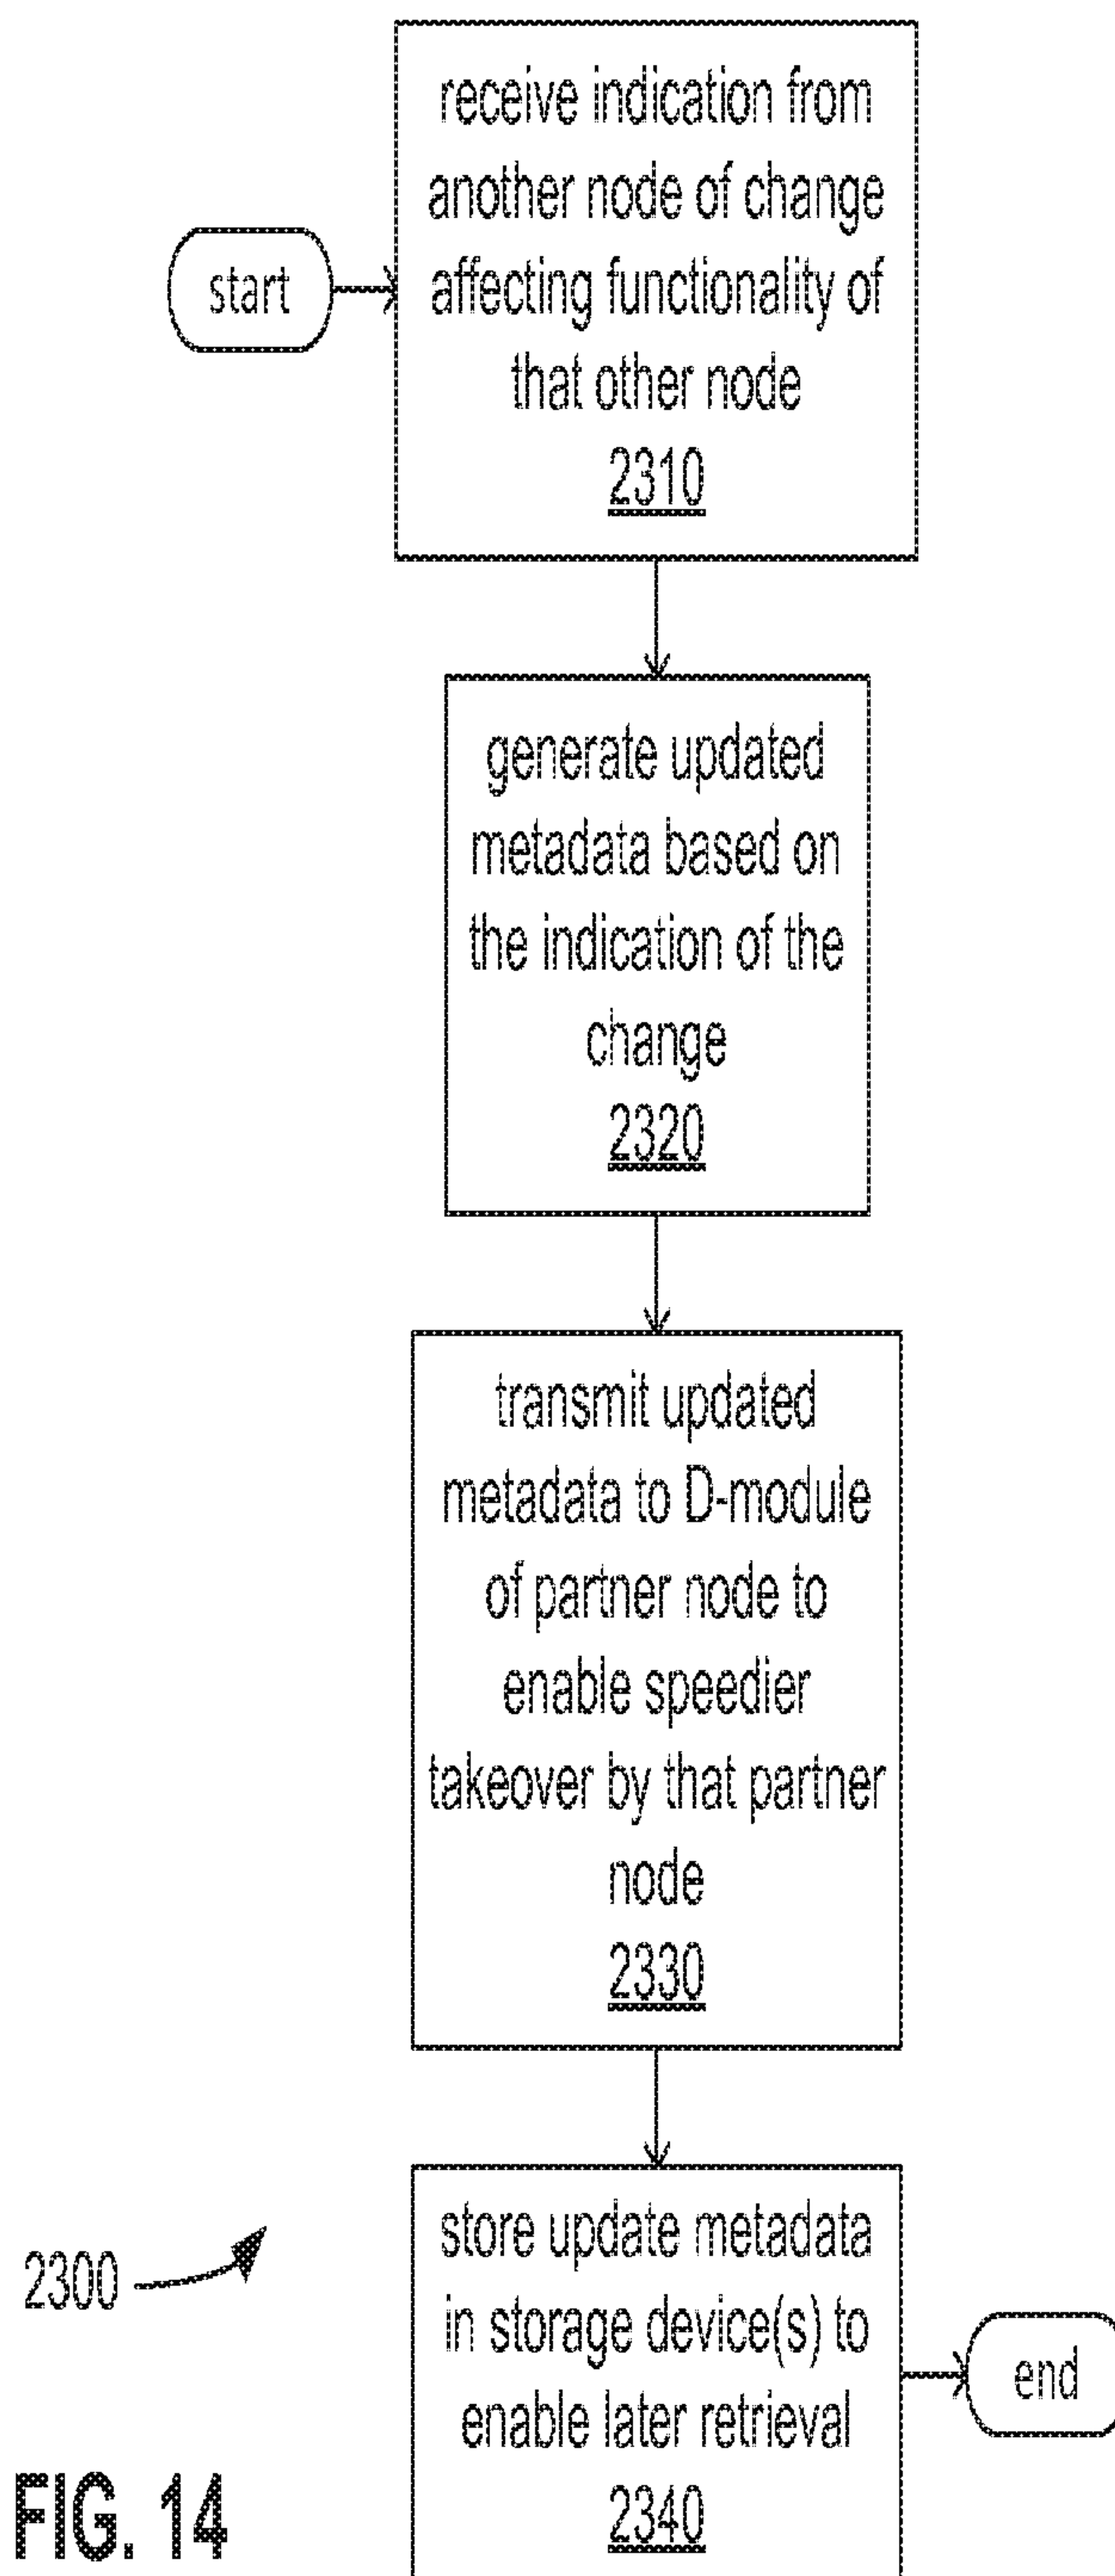 start
receive indication from
another node of change
affecting functionality of
that other node
2310
generate updated
metadata based on
the indication of the
change
2320
transmit updated
metadata to D-module
of partner node to
enable speedier
takeover by that partner
node
2330
store update metadata
in storage device(s) to
enable later retrieval
2340
end
2300
FIG. 14